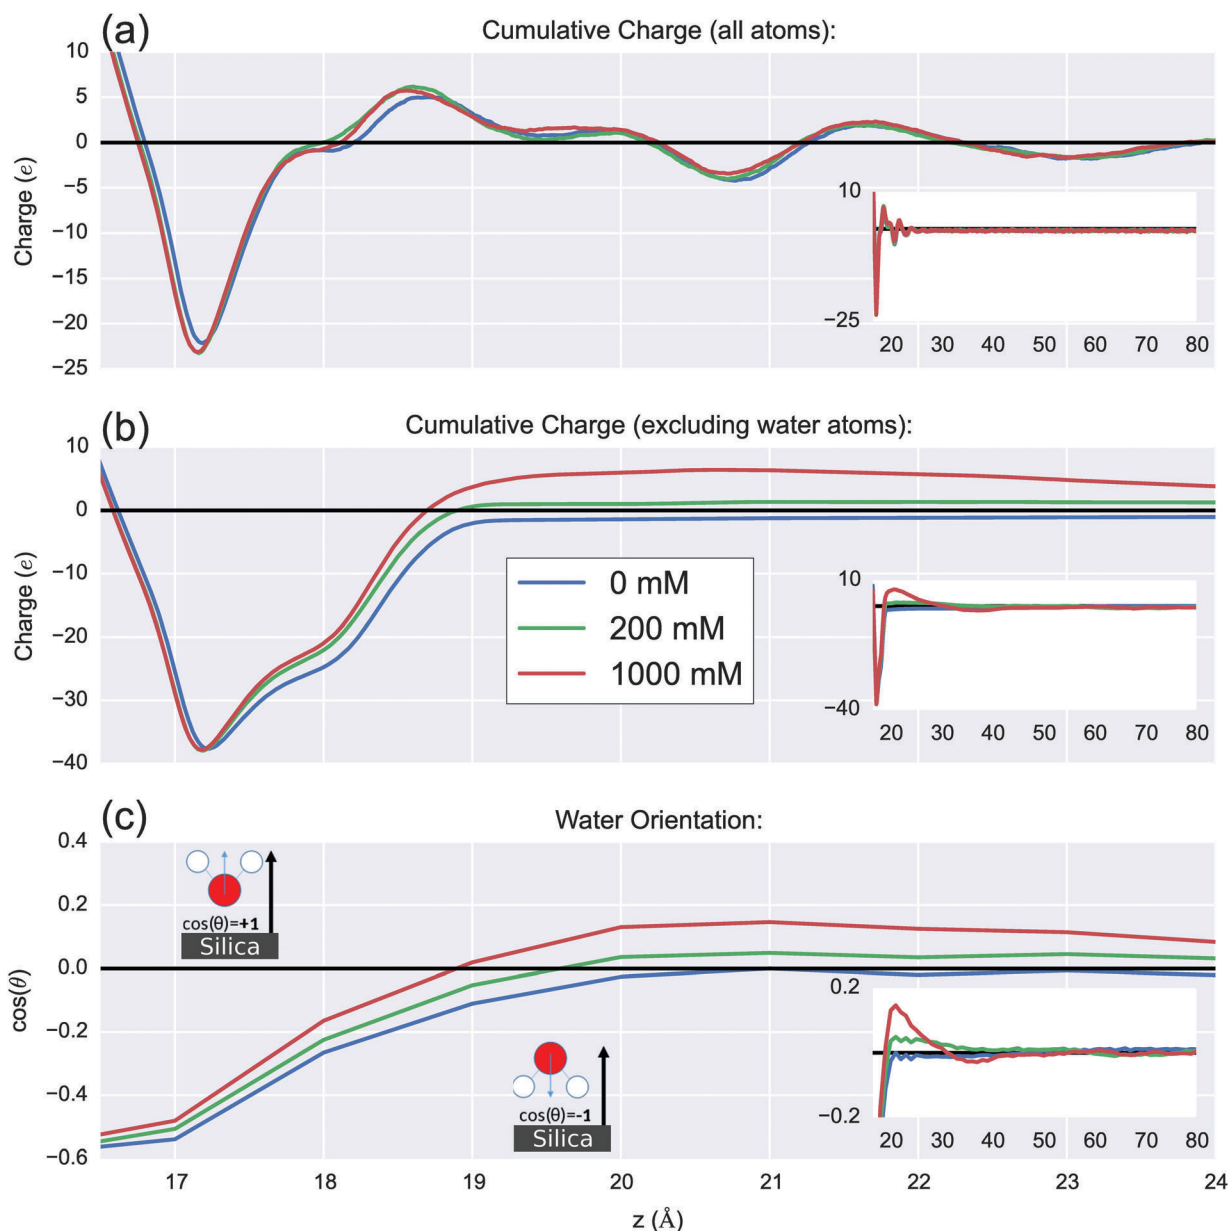 (a)
Cumulative Charge (all atoms):
10
5
0
−5
−10
−15
−20
−25
Charge (e)
10
−25
20 30 40 50 60 70 80
(b)
Cumulative Charge (excluding water atoms):
10
0
−10
−20
−30
−40
Charge (e)
0 mM
200 mM
1000 mM
10
−40
20 30 40 50 60 70 80
(c)
Water Orientation:
0.4
0.2
0.0
−0.2
−0.4
−0.6
cos(θ)
cos(θ)=+1
Silica
cos(θ)=-1
Silica
0.2
−0.2
20 30 40 50 60 70 80
17 18 19 20 21 22 23 24
z (Å)